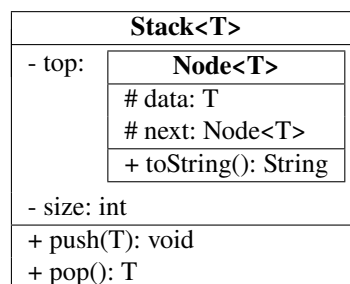 Stack<T>
- top:
Node<T>
# data: T
# next: Node<T>
+ toString(): String
- size: int
+ push(T): void
+ pop(): T